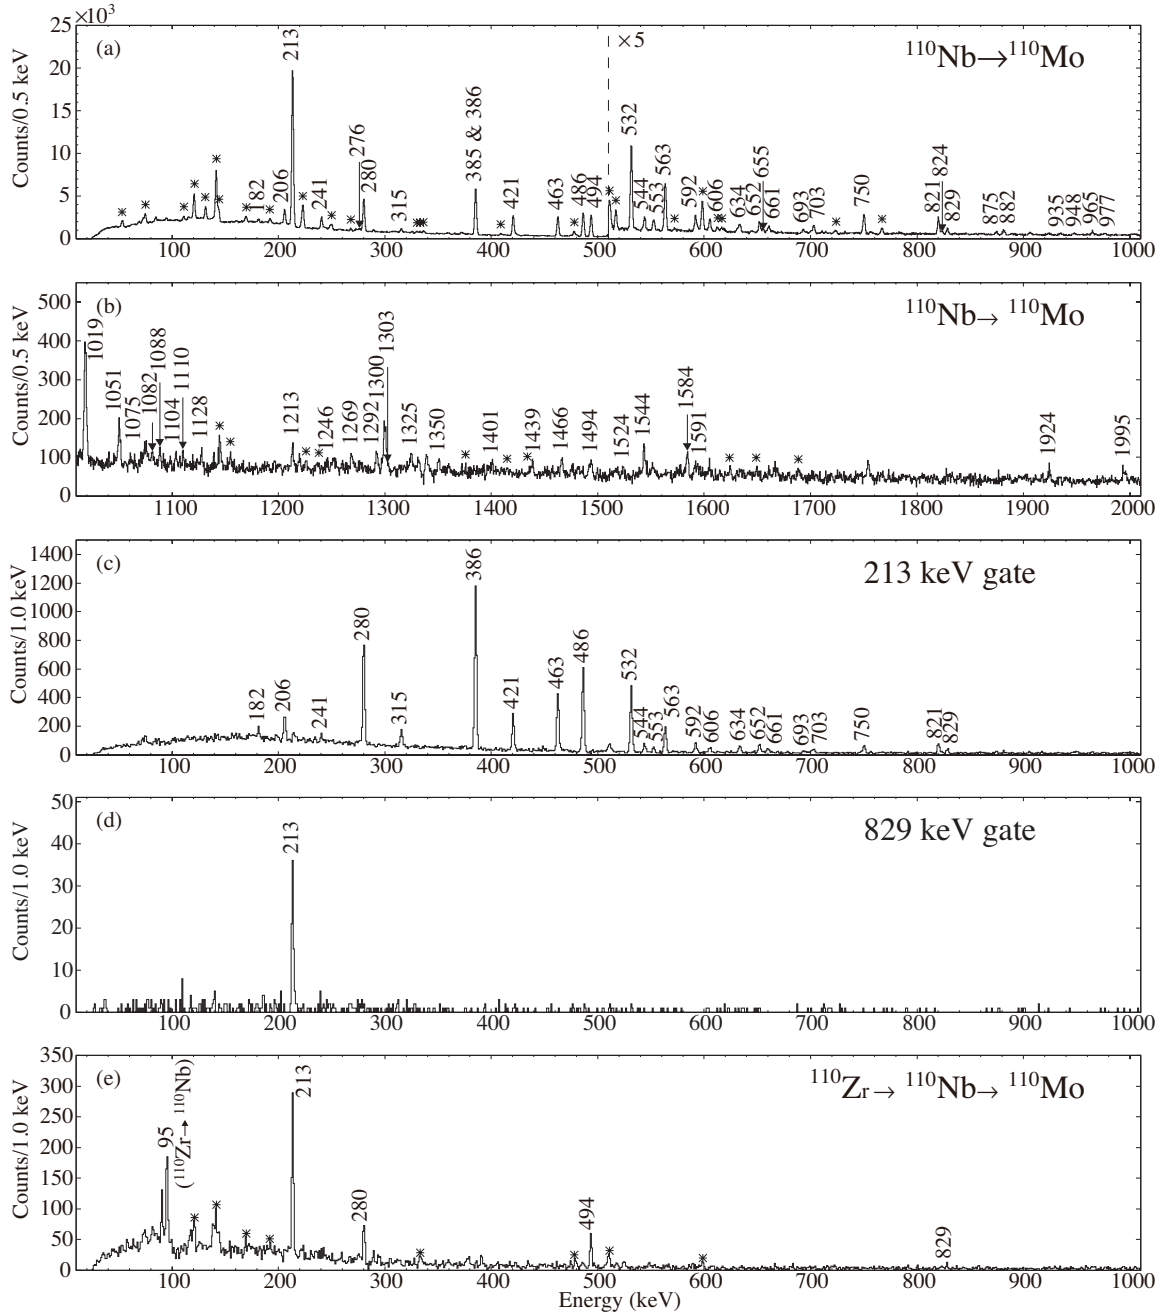 ×10³
(a)
×5
¹¹⁰Nb→¹¹⁰Mo
Counts/0.5 keV
25
20
15
10
5
0
* * * * * * 182 206 213 * 241 * * 276 280 315 *** 385 & 386 * 421 463 * 486 494 * * 532 544 553 563 * 592 * 606 ** 634 652 655 661 693 703 * 750 * 821 824 829 875 882 935 948 965 977
100 200 300 400 500 600 700 800 900 1000
(b)
¹¹⁰Nb→ ¹¹⁰Mo
Counts/0.5 keV
500
400
300
200
100
0
1019 1051 1075 1082 1088 1104 1110 1128 * * 1213 * * 1246 1269 1292 1300 1303 1325 1350 * 1401 * * 1439 1466 1494 1524 1544 1584 1591 * * * 1924 1995
1100 1200 1300 1400 1500 1600 1700 1800 1900 2000
(c)
213 keV gate
Counts/1.0 keV
1400
1200
1000
800
600
400
200
0
182 206 241 280 315 386 421 463 486 532 544 553 563 592 606 634 652 661 693 703 750 821 829
100 200 300 400 500 600 700 800 900 1000
(d)
829 keV gate
Counts/1.0 keV
50
40
30
20
10
0
213
100 200 300 400 500 600 700 800 900 1000
(e)
¹¹⁰Zr→ ¹¹⁰Nb→ ¹¹⁰Mo
Counts/1.0 keV
350
300
250
200
150
100
50
0
95
(¹¹⁰Zr→ ¹¹⁰Nb)
* * * * 213 280 * * 494 * * 829
100 200 300 400 500 600 700 800 900 1000
Energy (keV)